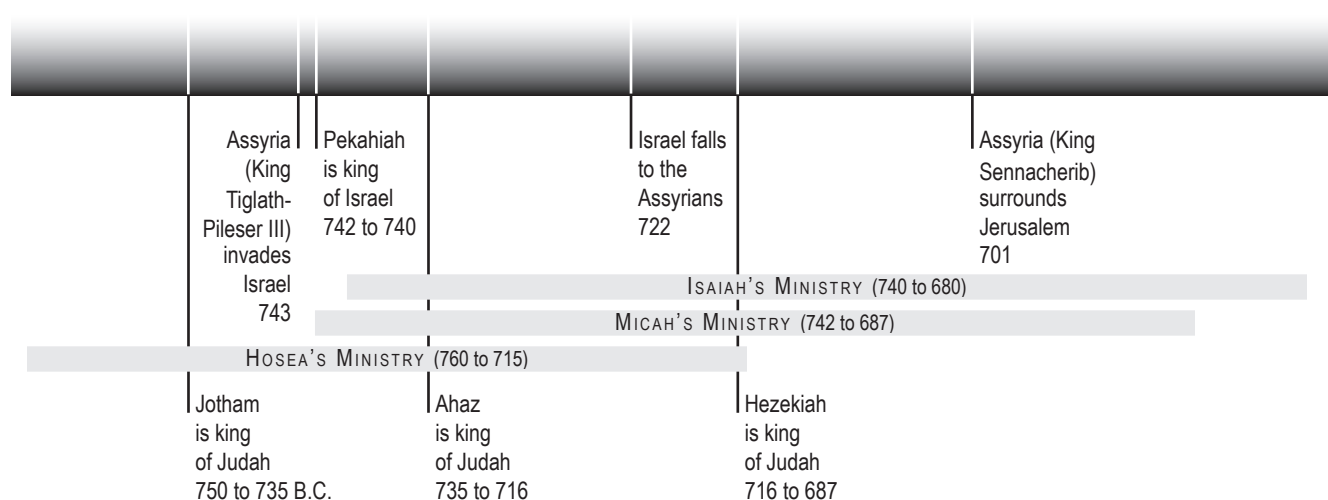 Assyria
(King
Tiglath-
Pileser III)
invades
Israel
743
Pekahiah
is king
of Israel
742 to 740
Israel falls
to the
Assyrians
722
Assyria (King
Sennacherib)
surrounds
Jerusalem
701
ISAIAH'S MINISTRY (740 to 680)
MICAH'S MINISTRY (742 to 687)
HOSEA'S MINISTRY (760 to 715)
Jotham
is king
of Judah
750 to 735 B.C.
Ahaz
is king
of Judah
735 to 716
Hezekiah
is king
of Judah
716 to 687